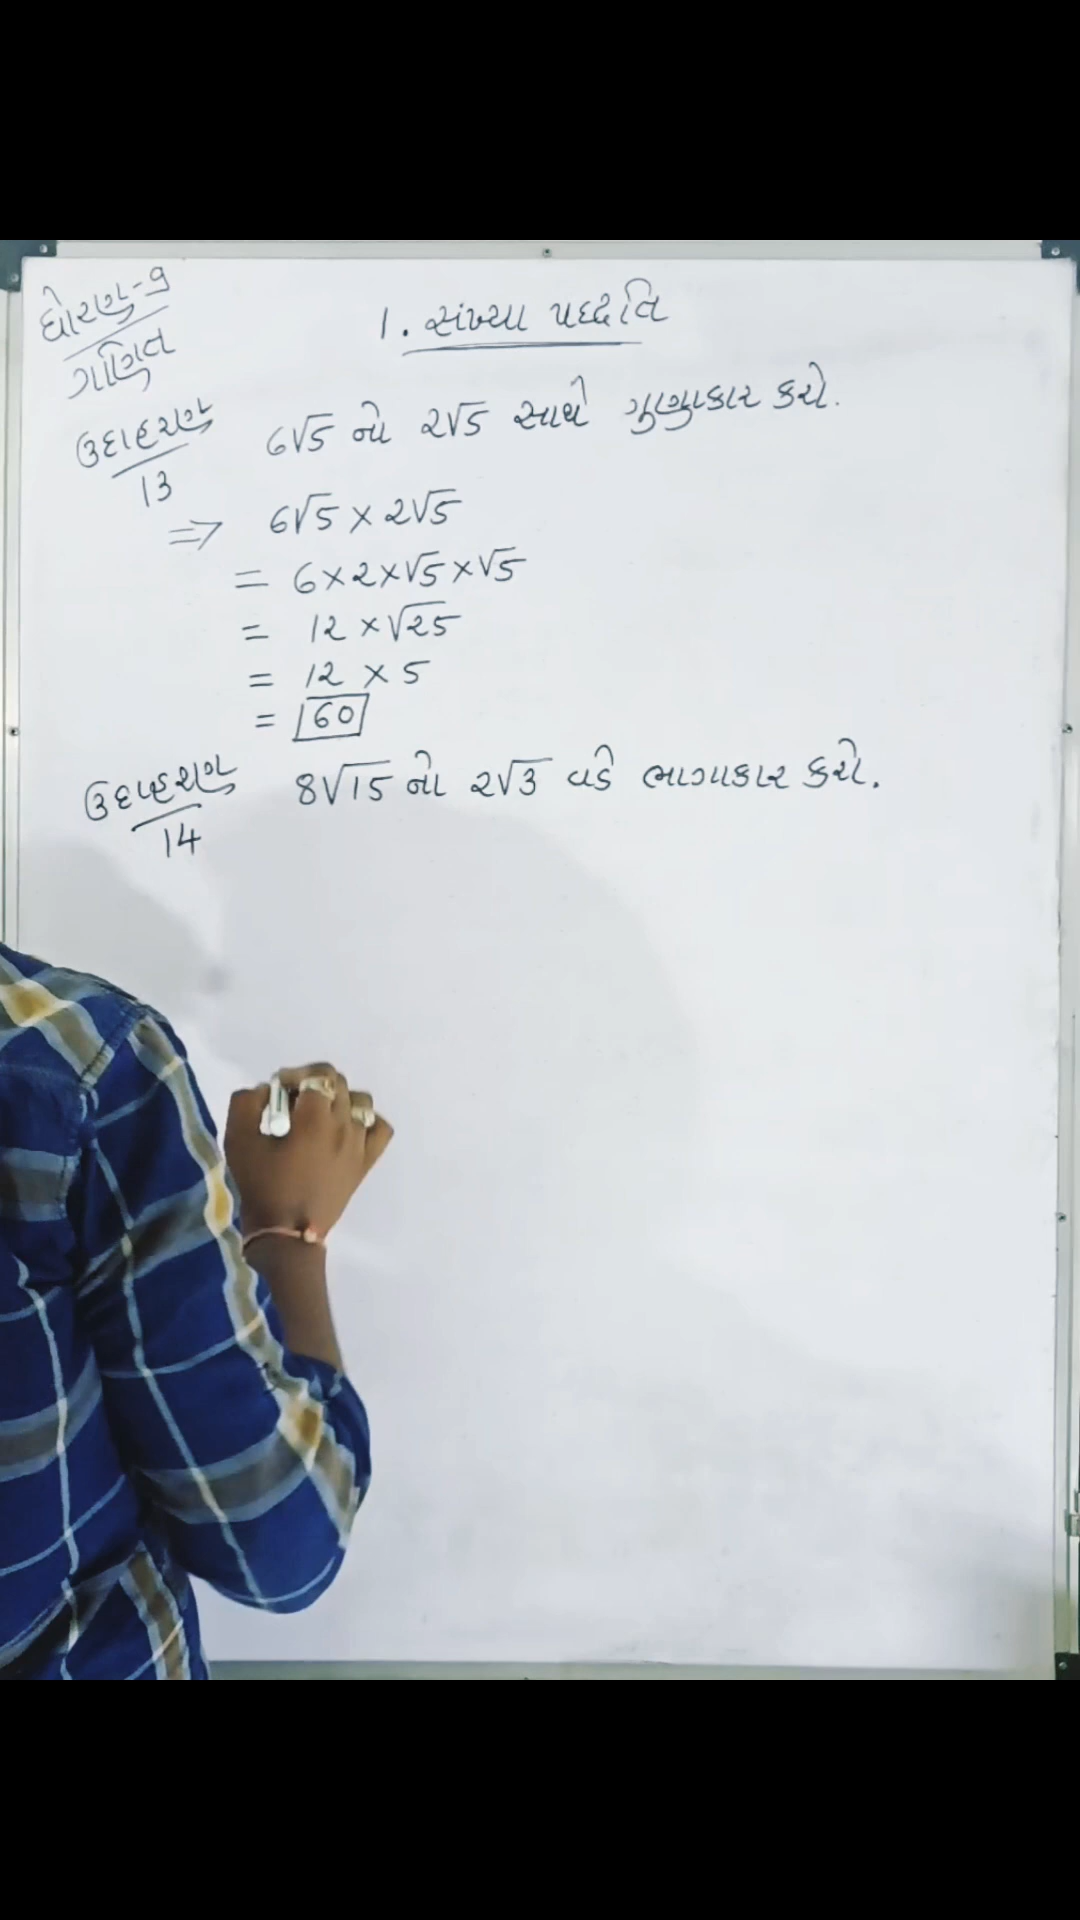 ધોરણ-9
ગણિત
1. સંખ્યા પદ્ધતિ
ઉદાહરણ 6√5 નો 2√5 સાથે ગુણાકાર કરો.
13
⇒ 6√5 × 2√5
= 6×2×√5×√5
= 12 ×√25
= 12 × 5
= 60
ઉદાહરણ 8√15 નો 2√3 વડે ભાગાકાર કરો.
14